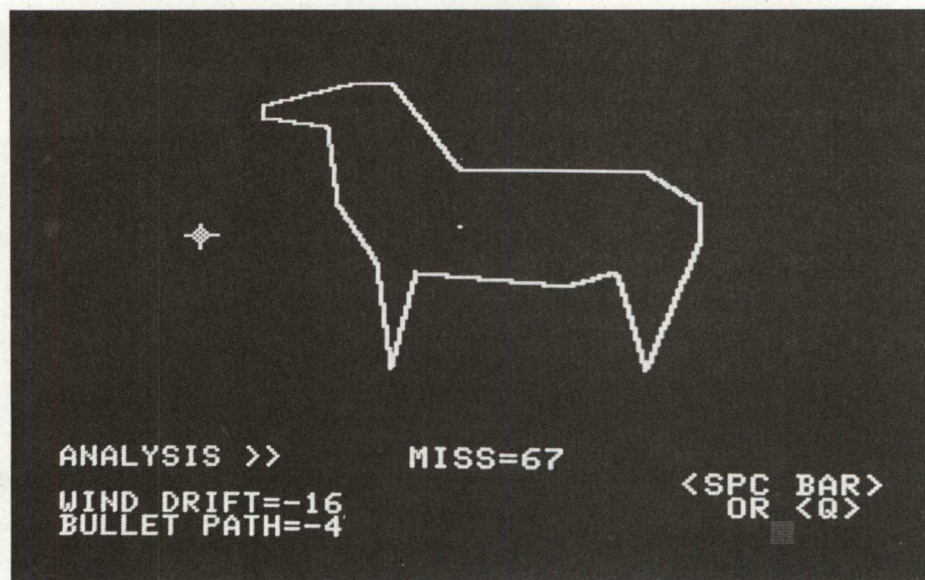 ANALYSIS >>
MISS=67
WIND DRIFT=-16
BULLET PATH=-4
<SPC BAR>
OR <Q>